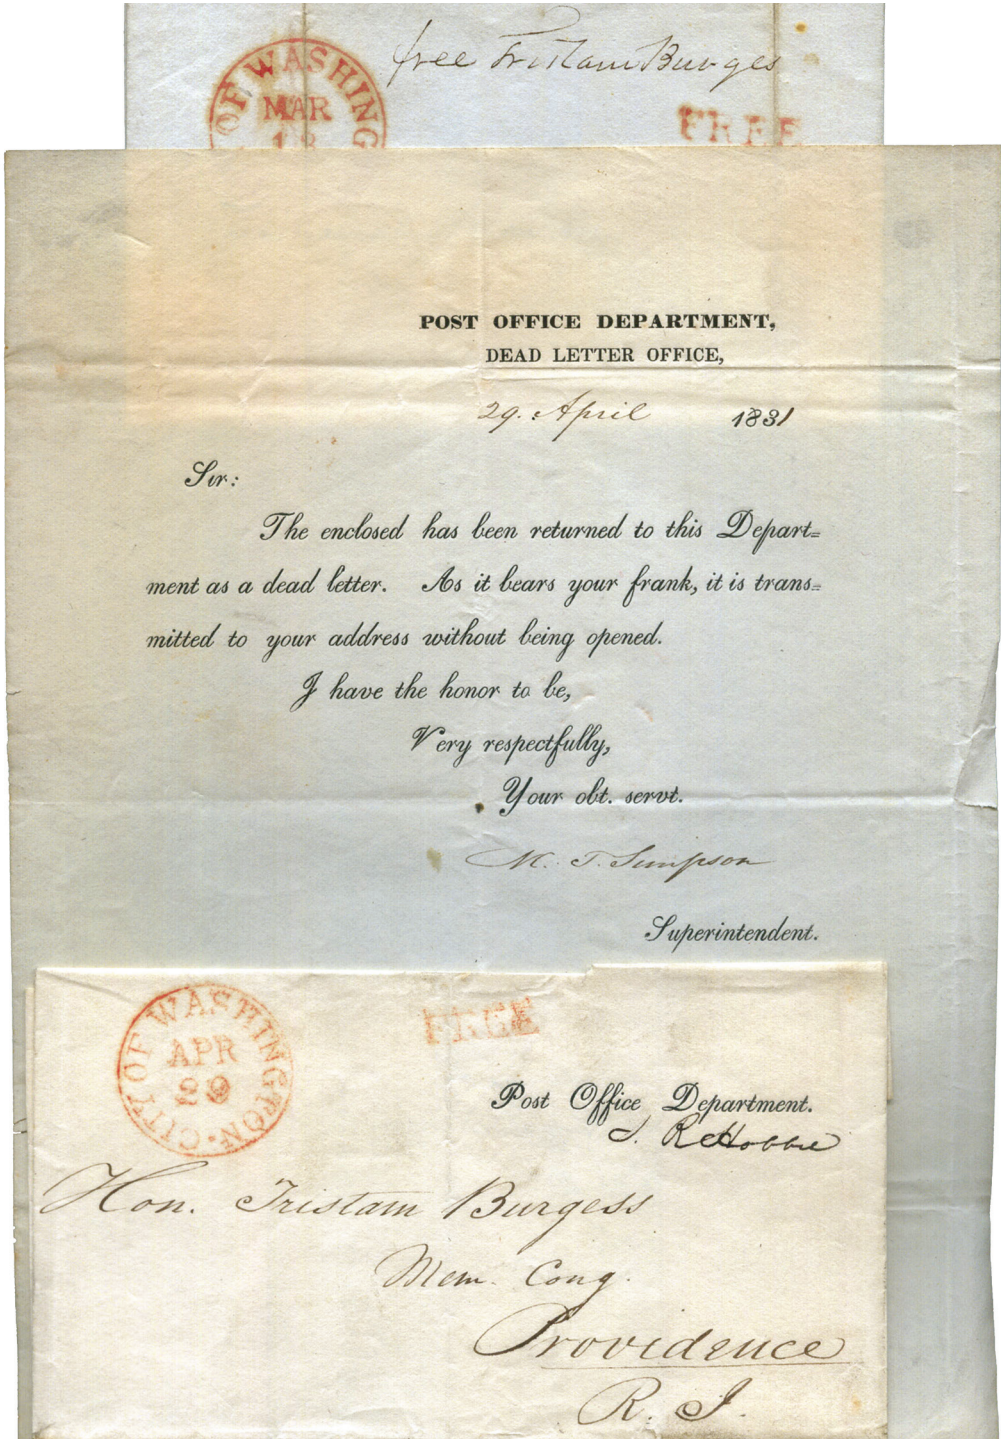 free Tristam Burges
OF WASHING
MAR
FREE
POST OFFICE DEPARTMENT,
DEAD LETTER OFFICE,
29. April 1831
Sir:
The enclosed has been returned to this Depart=
ment as a dead letter. As it bears your frank, it is trans=
mitted to your address without being opened.
I have the honor to be,
Very respectfully,
Your obt. servt.
M. T. Simpson
Superintendent.
CITY OF WASHINGTON
APR
29
FREE
Post Office Department.
S. R. Hobbie
Hon. Tristam Burgess
Mem. Cong.
Providence
R. I.